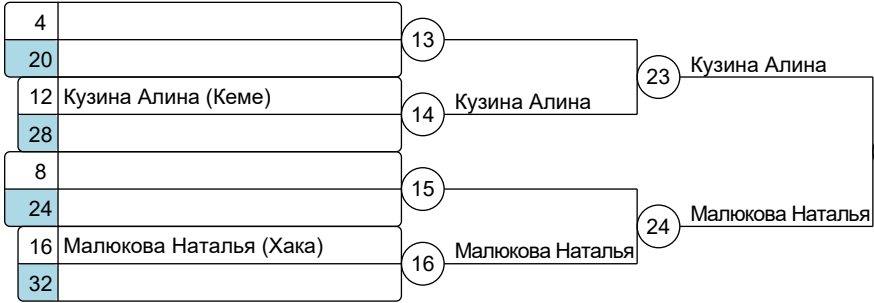 4
13
20
23 Кузина Алина
12 Кузина Алина (Кеме)
14 Кузина Алина
28
8
15
24
24 Малюкова Наталья
16 Малюкова Наталья (Хака)
16 Малюкова Наталья
32